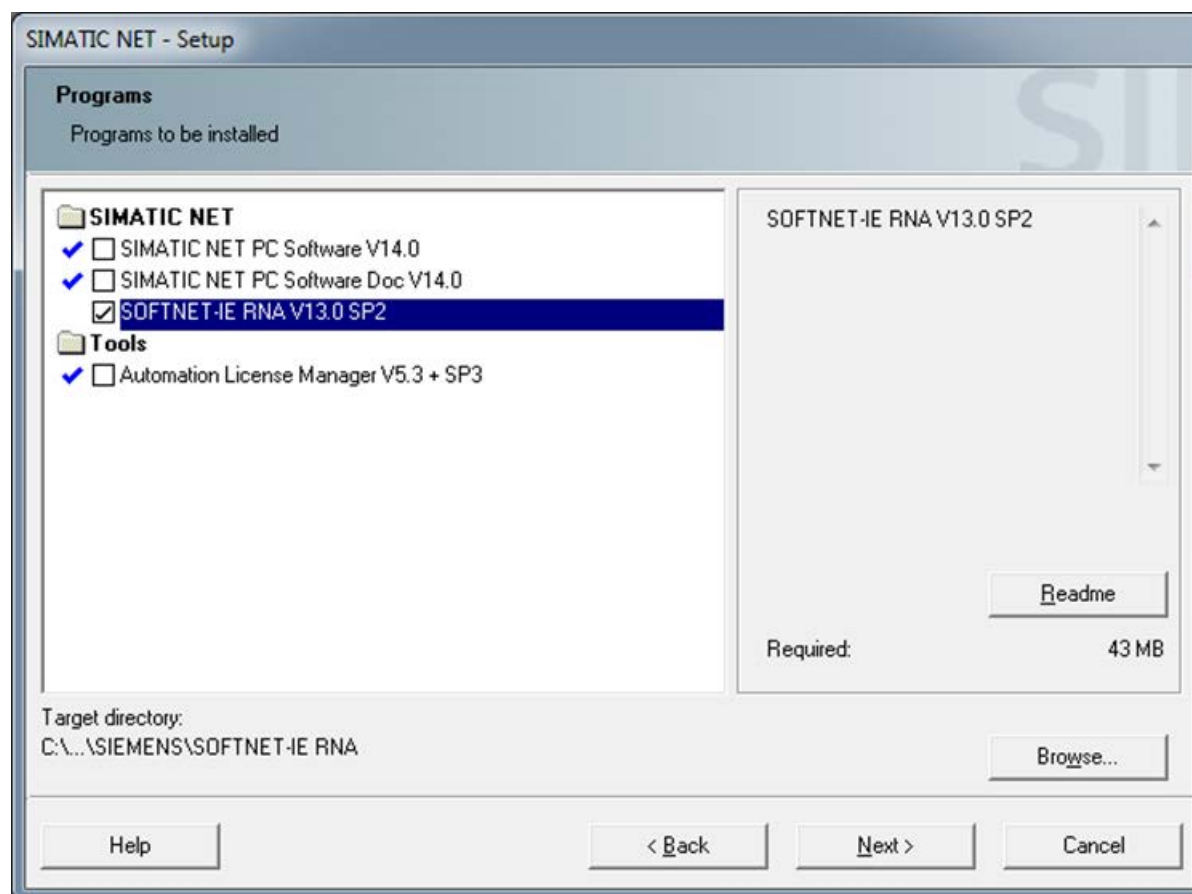 SIMATIC NET - Setup
Programs
Programs to be installed
SI
SIMATIC NET
SIMATIC NET PC Software V14.0
SIMATIC NET PC Software Doc V14.0
SOFTNET-IE RNA V13.0 SP2
Tools
Automation License Manager V5.3 + SP3
SOFTNET-IE RNA V13.0 SP2
Readme
Required: 43 MB
Target directory:
C:\...\SIEMENS\SOFTNET-IE RNA
Browse...
Help
< Back
Next >
Cancel